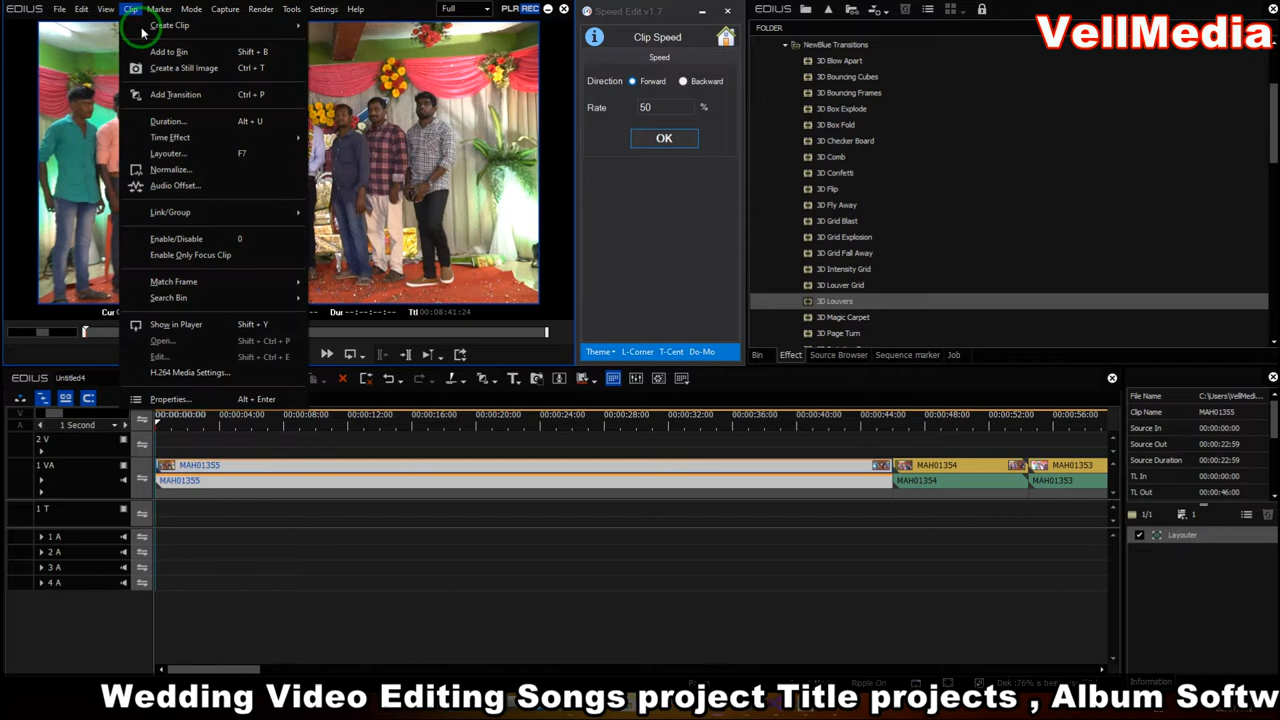 EDIUS File Edit View Clip Marker Mode Capture Render Tools Settings Help Full PLR REC
Create Clip
Add to Bin Shift + B
Create a Still Image Ctrl + T
Add Transition Ctrl + P
Duration... Alt + U
Time Effect
Layouter... F7
Normalize...
Audio Offset...
Link/Group
Enable/Disable 0
Enable Only Focus Clip
Match Frame
Search Bin
Show in Player Shift + Y
Open... Shift + Ctrl + P
Edit... Shift + Ctrl + E
H.264 Media Settings...
Properties... Alt + Enter
Cur
--:-- Dur --:--:--:-- Ttl 00:08:41:24
Speed Edit v1.7
Clip Speed
Speed
Direction Forward Backward
Rate 50 %
OK
Theme L-Corner T-Cent Do-Mo
EDIUS
VellMedia
FOLDER
NewBlue Transitions
3D Blow Apart
3D Bouncing Cubes
3D Bouncing Frames
3D Box Explode
3D Box Fold
3D Checker Board
3D Comb
3D Confetti
3D Flip
3D Fly Away
3D Grid Blast
3D Grid Explosion
3D Grid Fall Away
3D Intensity Grid
3D Louver Grid
3D Louvers
3D Magic Carpet
3D Page Turn
Bin Effect Source Browser Sequence marker Job
EDIUS Untitled4
V
A 1 Second
00:00:00:00 00:00:04:00 00:00:08:00 00:00:12:00 00:00:16:00 00:00:20:00 00:00:24:00 00:00:28:00 00:00:32:00 00:00:36:00 00:00:40:00 00:00:44:00 00:00:48:00 00:00:52:00 00:00:56:00
2 V
1 VA MAH01355 MAH01354 MAH01353
MAH01355 MAH01354 MAH01353
1 T
1 A
2 A
3 A
4 A
File Name C:\Users\VellMed...
Clip Name MAH01355
Source In 00:00:00:00
Source Out 00:00:22:59
Source Duration 00:00:22:59
TL In 00:00:00:00
TL Out 00:00:46:00
1/1 1
Layouter
Ripple On Disk :76% is be
Information
Wedding Video Editing Songs project Title projects , Album Softw